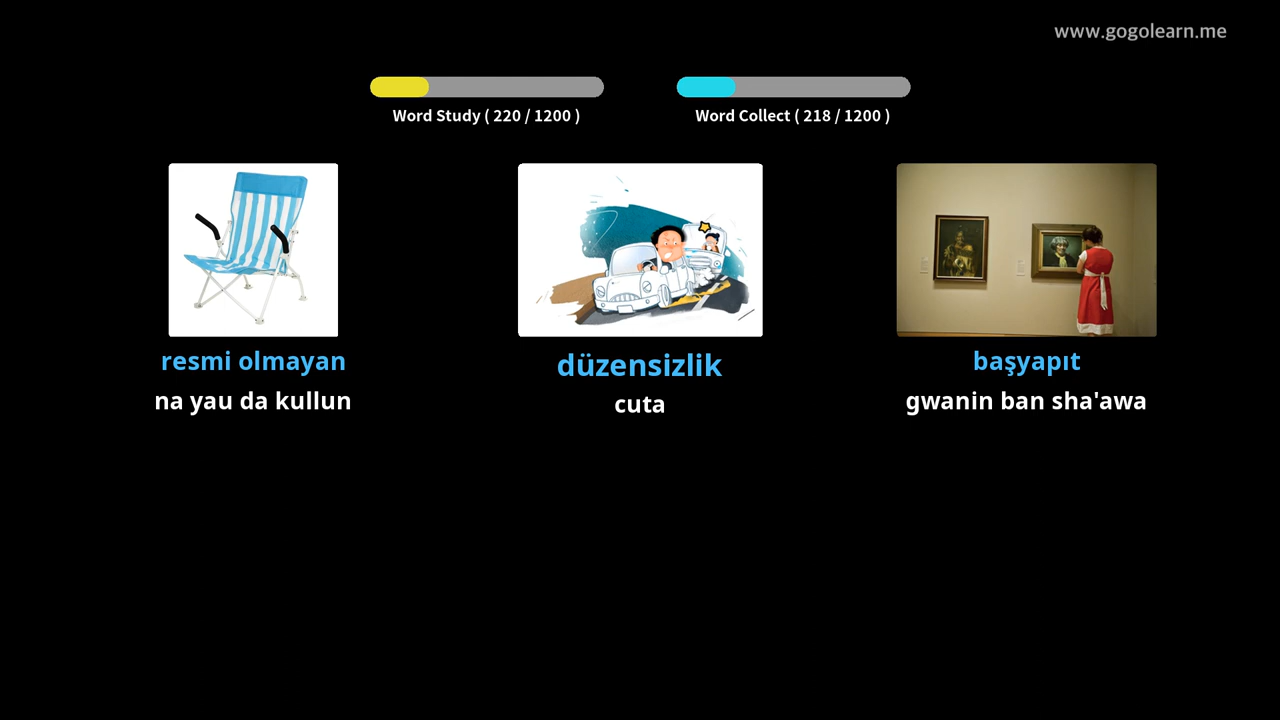 www.gogolearn.me
Word Study ( 220 / 1200 )
Word Collect ( 218 / 1200 )
resmi olmayan
düzensizlik
başyapıt
na yau da kullun
cuta
gwanin ban sha'awa